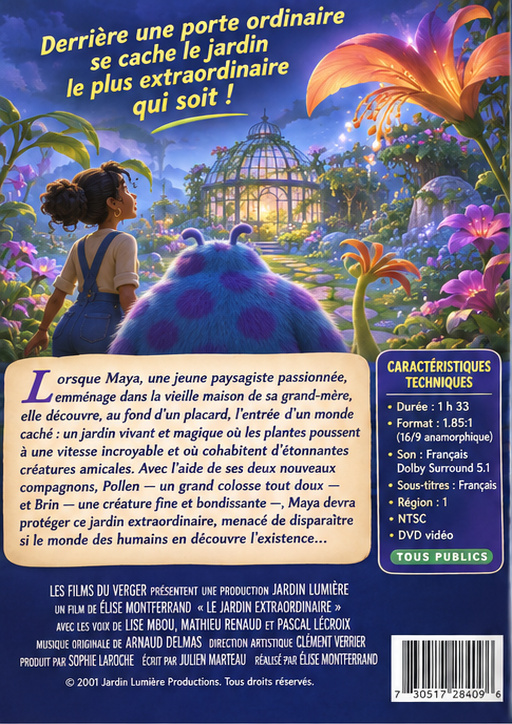 Derrière une porte ordinaire
se cache le jardin
le plus extraordinaire
qui soit !
Lorsque Maya, une jeune paysagiste passionnée,
emménage dans la vieille maison de sa grand-mère,
elle découvre, au fond d'un placard, l'entrée d'un monde
caché : un jardin vivant et magique où les plantes poussent
à une vitesse incroyable et où cohabitent d'étonnantes
créatures amicales. Avec l'aide de ses deux nouveaux
compagnons, Pollen — un grand colosse tout doux —
et Brin — une créature fine et bondissante —, Maya devra
protéger ce jardin extraordinaire, menacé de disparaître
si le monde des humains en découvre l'existence...
CARACTÉRISTIQUES
TECHNIQUES
• Durée : 1 h 33
• Format : 1.85:1
(16/9 anamorphique)
• Son : Français
Dolby Surround 5.1
• Sous-titres : Français
• Région : 1
• NTSC
• DVD vidéo
TOUS PUBLICS
LES FILMS DU VERGER PRÉSENTENT UNE PRODUCTION JARDIN LUMIÈRE
UN FILM DE ÉLISE MONTFERRAND « LE JARDIN EXTRAORDINAIRE »
AVEC LES VOIX DE LISE MBOU, MATHIEU RENAUD ET PASCAL LÉCROIX
MUSIQUE ORIGINALE DE ARNAUD DELMAS DIRECTION ARTISTIQUE CLÉMENT VERRIER
PRODUIT PAR SOPHIE LAROCHE ÉCRIT PAR JULIEN MARTEAU RÉALISÉ PAR ÉLISE MONTFERRAND
© 2001 Jardin Lumière Productions. Tous droits réservés.
7 30517 28409 6